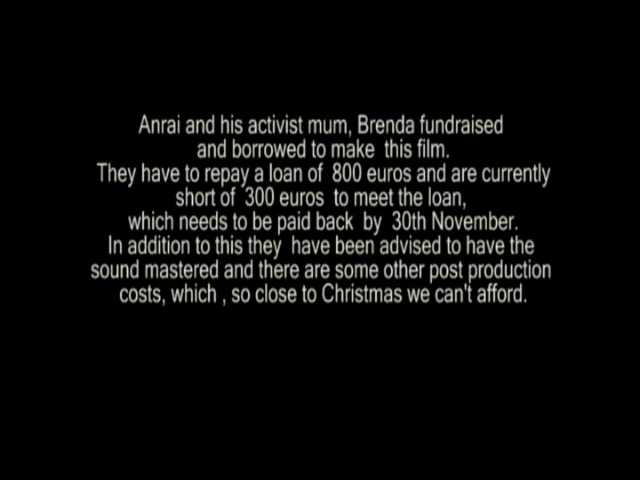 Anrai and his activist mum, Brenda fundraised
and borrowed to make  this film.
They have to repay a loan of  800 euros and are currently
short of  300 euros  to meet the loan,
which needs to be paid back  by  30th November.
In addition to this they  have been advised to have the
sound mastered and there are some other post production
costs, which , so close to Christmas we can't afford.